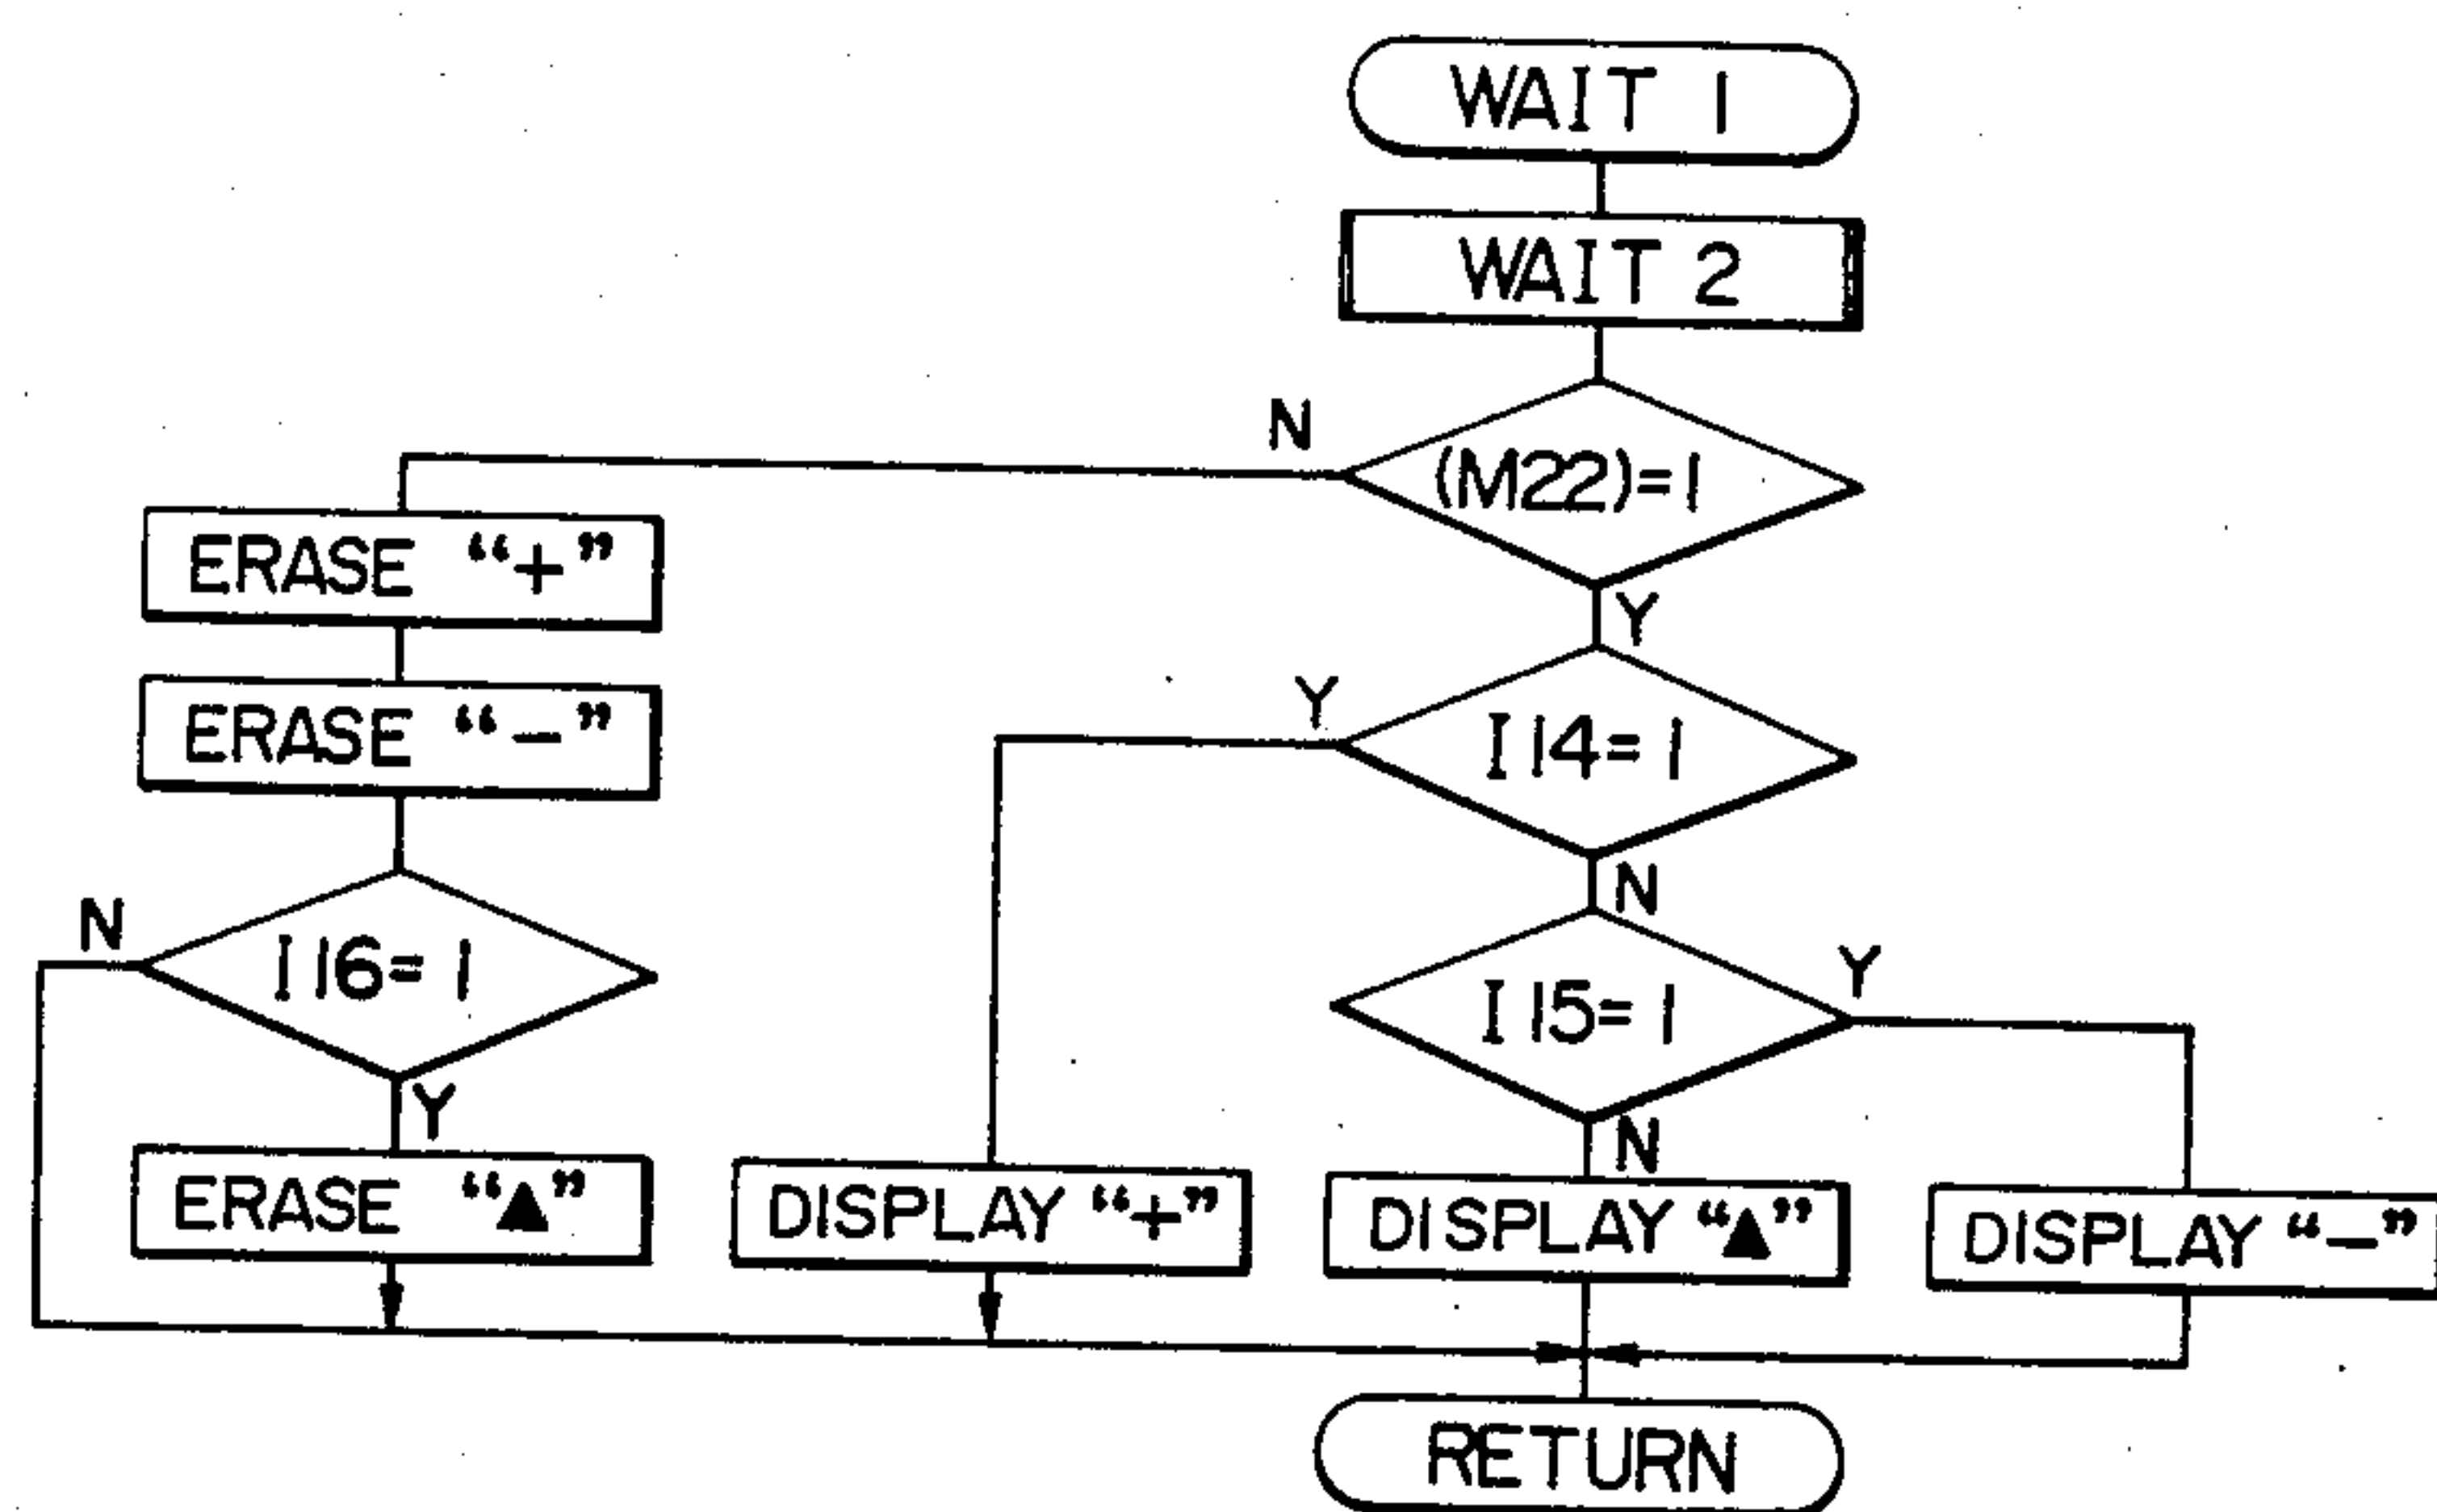 WAIT 1
WAIT 2
N
(M22)=1
Y
ERASE “+”
ERASE “−”
Y
I14=1
N
N
I16=1
Y
I15=1
Y
N
ERASE “▲”
DISPLAY “+”
DISPLAY “▲”
DISPLAY “−”
RETURN